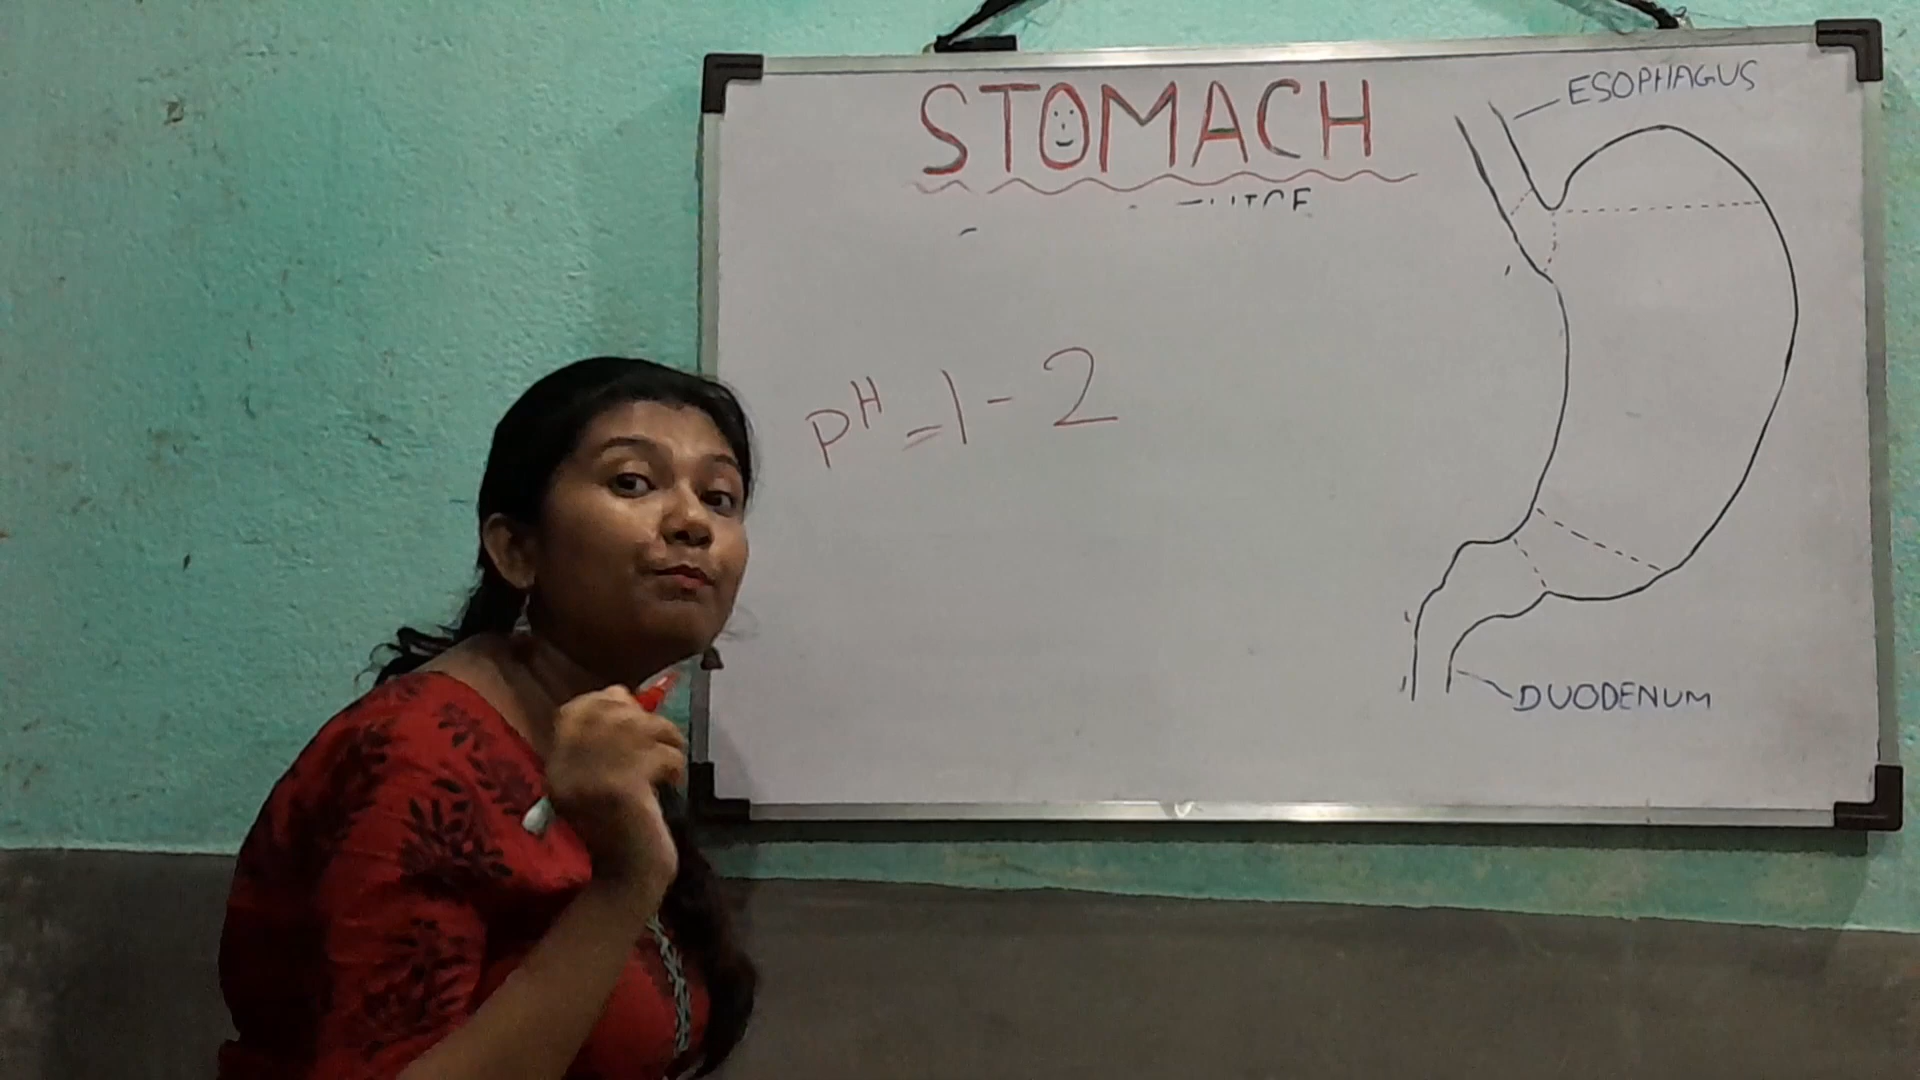 STOMACH
ESOPHAGUS
pH = 1 - 2
DUODENUM